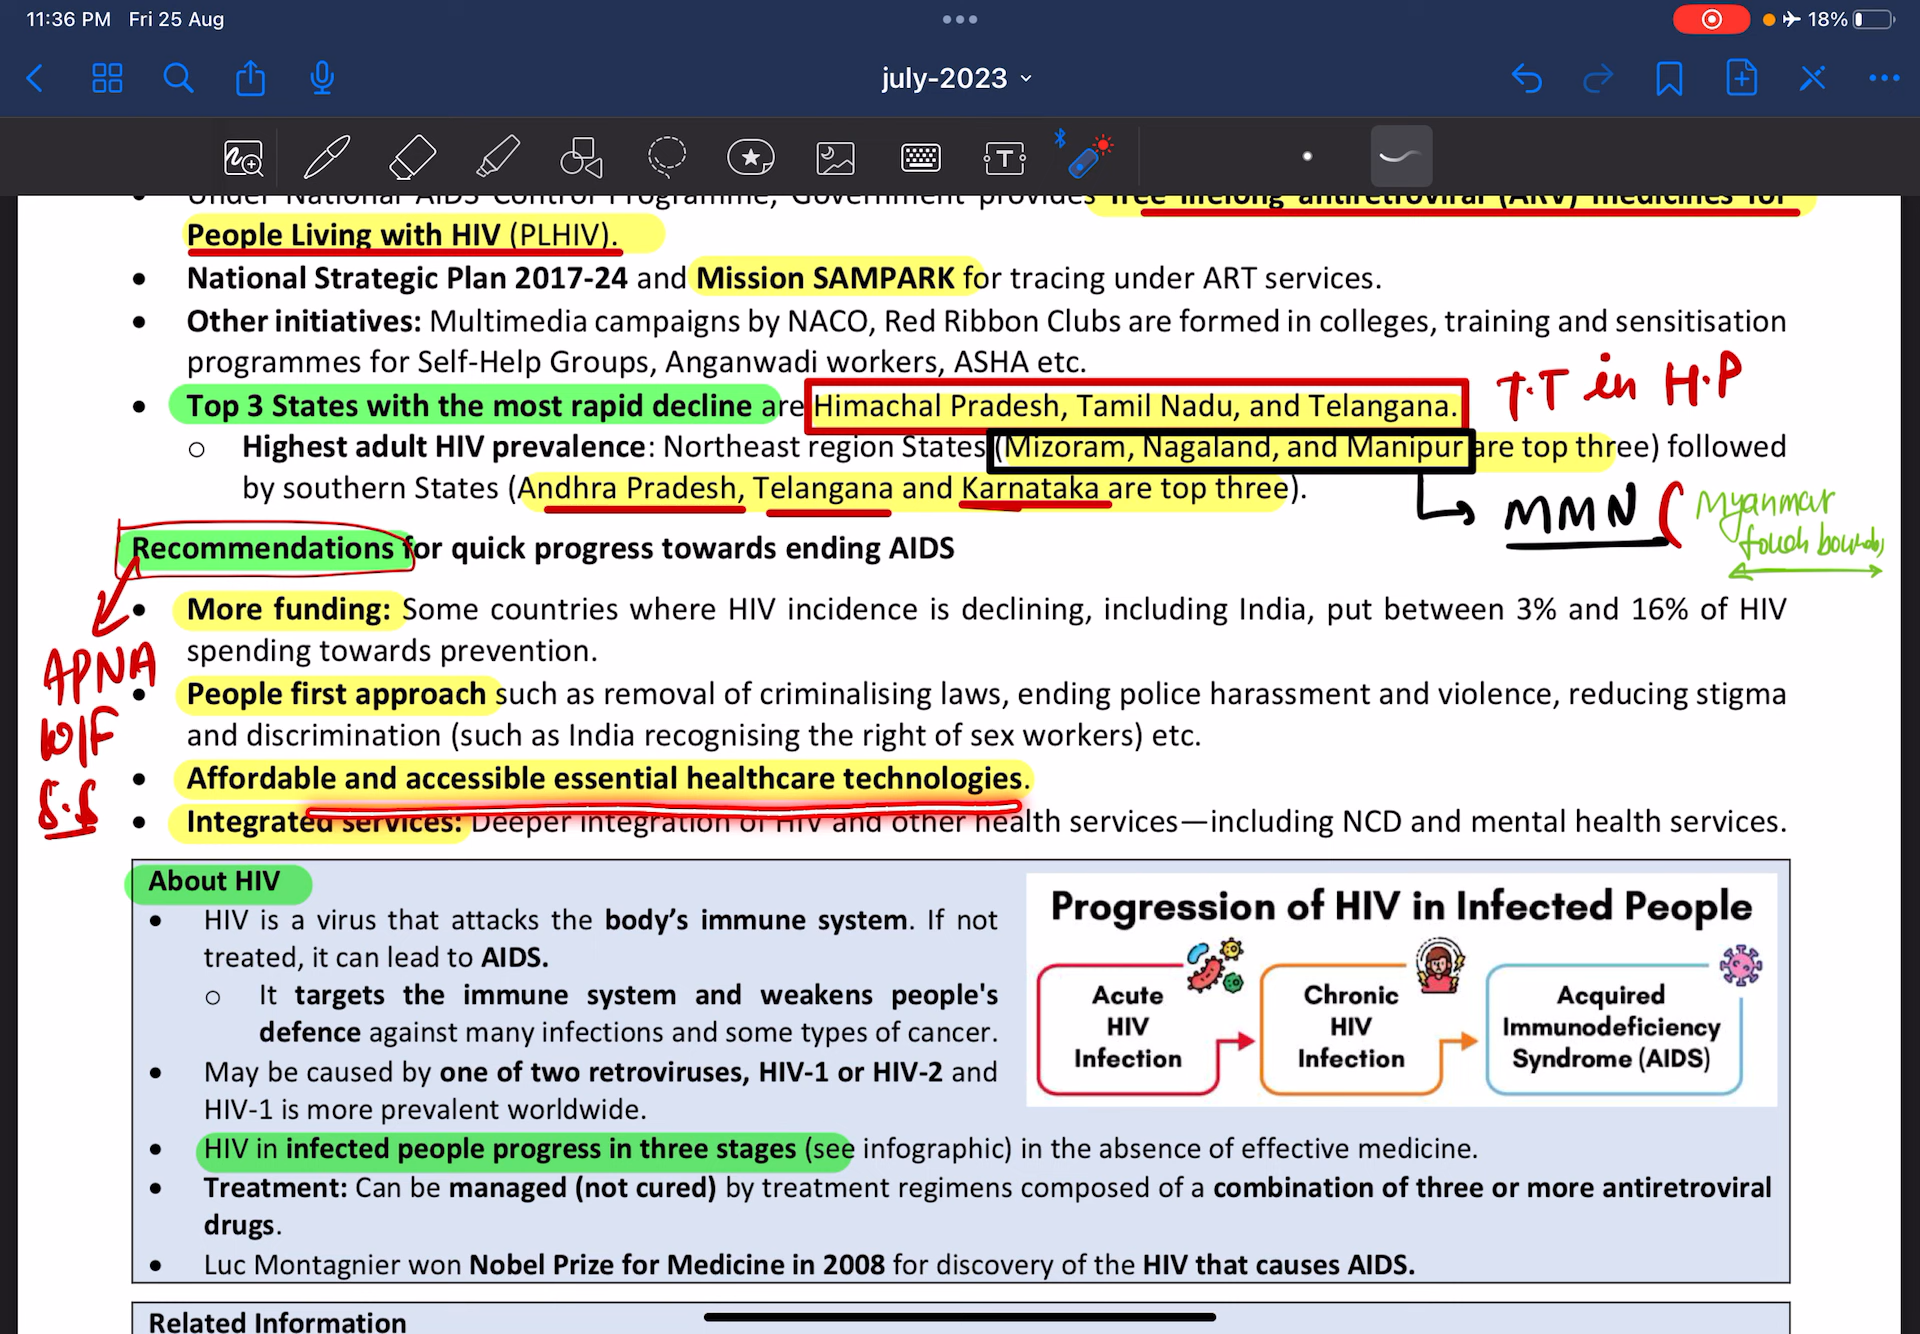 11:36 PM Fri 25 Aug
18%
july-2023
Under National AIDS Control Programme, Government provides free lifelong antiretroviral (ARV) medicines for
People Living with HIV (PLHIV).
• National Strategic Plan 2017-24 and Mission SAMPARK for tracing under ART services.
• Other initiatives: Multimedia campaigns by NACO, Red Ribbon Clubs are formed in colleges, training and sensitisation
programmes for Self-Help Groups, Anganwadi workers, ASHA etc.
• Top 3 States with the most rapid decline are Himachal Pradesh, Tamil Nadu, and Telangana.
T.T in H.P
o Highest adult HIV prevalence: Northeast region States (Mizoram, Nagaland, and Manipur are top three) followed
by southern States (Andhra Pradesh, Telangana and Karnataka are top three).
MMN (Myanmar
touch
Recommendations for quick progress towards ending AIDS
• More funding: Some countries where HIV incidence is declining, including India, put between 3% and 16% of HIV
spending towards prevention.
APNA
• People first approach such as removal of criminalising laws, ending police harassment and violence, reducing stigma
and discrimination (such as India recognising the right of sex workers) etc.
• Affordable and accessible essential healthcare technologies.
• Integrated services: Deeper integration of HIV and other health services—including NCD and mental health services.
About HIV
• HIV is a virus that attacks the body's immune system. If not
treated, it can lead to AIDS.
o It targets the immune system and weakens people's
defence against many infections and some types of cancer.
• May be caused by one of two retroviruses, HIV-1 or HIV-2 and
HIV-1 is more prevalent worldwide.
Progression of HIV in Infected People
Acute
HIV
Infection
Chronic
HIV
Infection
Acquired
Immunodeficiency
Syndrome (AIDS)
• HIV in infected people progress in three stages (see infographic) in the absence of effective medicine.
• Treatment: Can be managed (not cured) by treatment regimens composed of a combination of three or more antiretroviral
drugs.
• Luc Montagnier won Nobel Prize for Medicine in 2008 for discovery of the HIV that causes AIDS.
Related Information